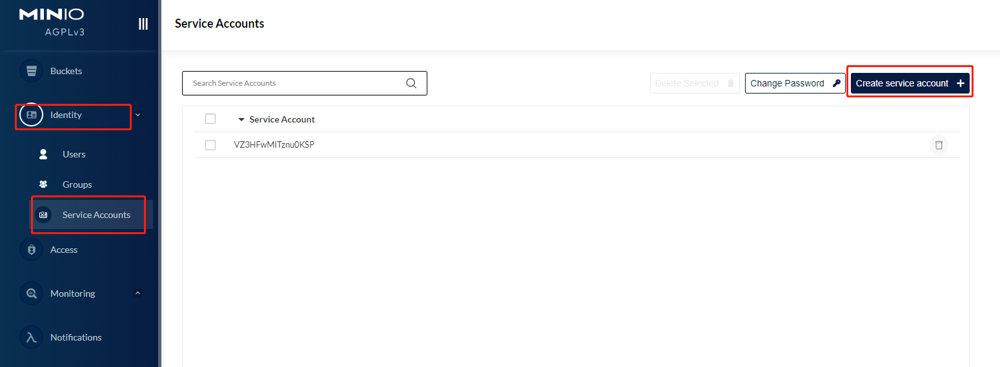 MINIO
AGPLv3
Buckets
Identity
Users
Groups
Service Accounts
Access
Monitoring
Notifications
Service Accounts
Search Service Accounts
Delete Selected
Change Password
Create service account
Service Account
VZ3HFwMITznu0KSP